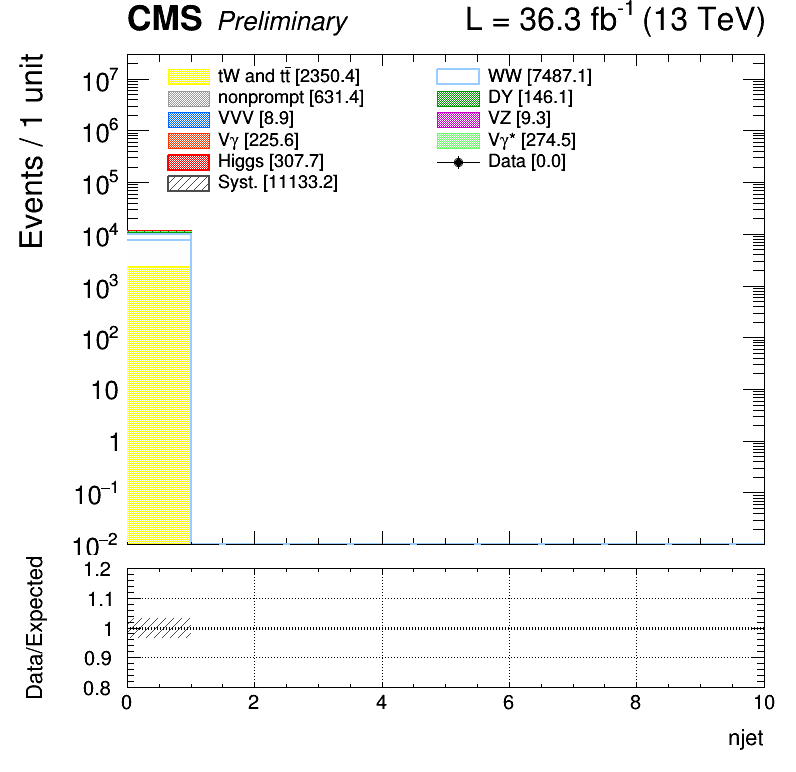 CMS Preliminary L = 36.3 fb⁻¹ (13 TeV)
Events / 1 unit
10⁷
10⁶
10⁵
10⁴
10³
10²
10
1
10⁻¹
10⁻²
tW and tt̄ [2350.4]
WW [7487.1]
nonprompt [631.4]
DY [146.1]
VVV [8.9]
VZ [9.3]
Vγ [225.6]
Vγ* [274.5]
Higgs [307.7]
Data [0.0]
Syst. [11133.2]
Data/Expected
1.2
1.1
1
0.9
0.8
0 2 4 6 8 10
njet